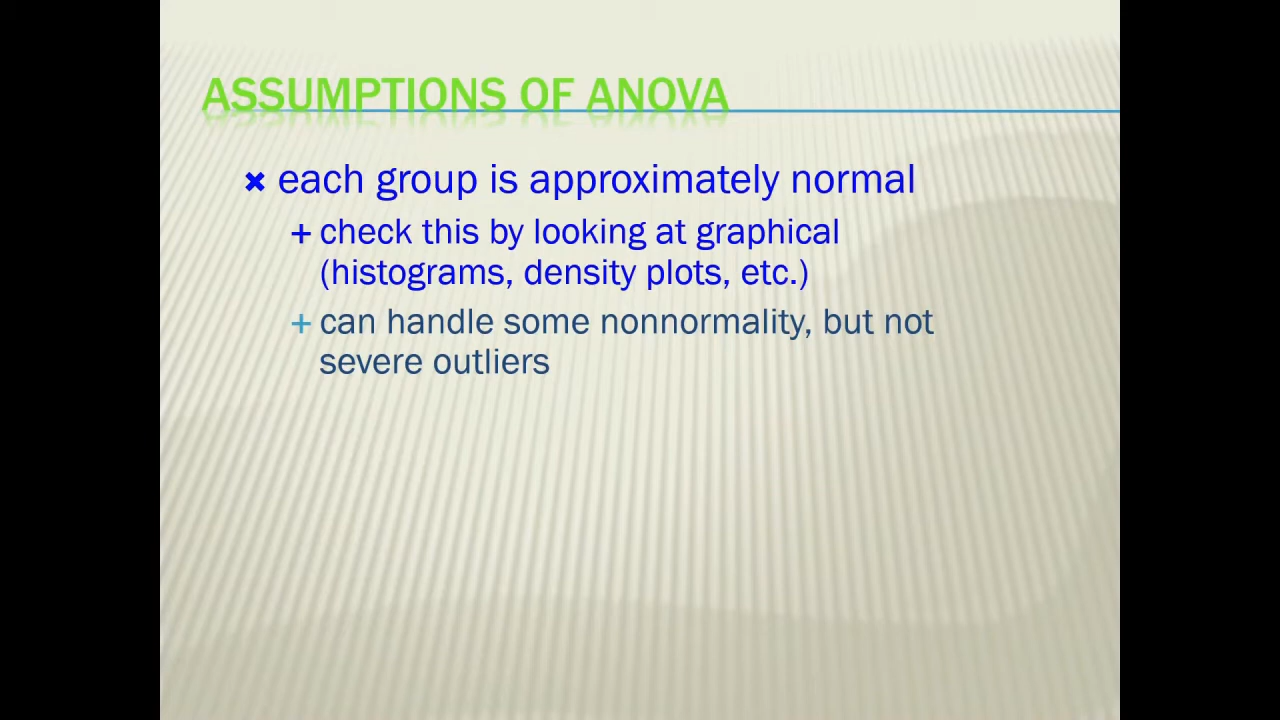 ASSUMPTIONS OF ANOVA
✖ each group is approximately normal
+ check this by looking at graphical
(histograms, density plots, etc.)
+ can handle some nonnormality, but not
severe outliers